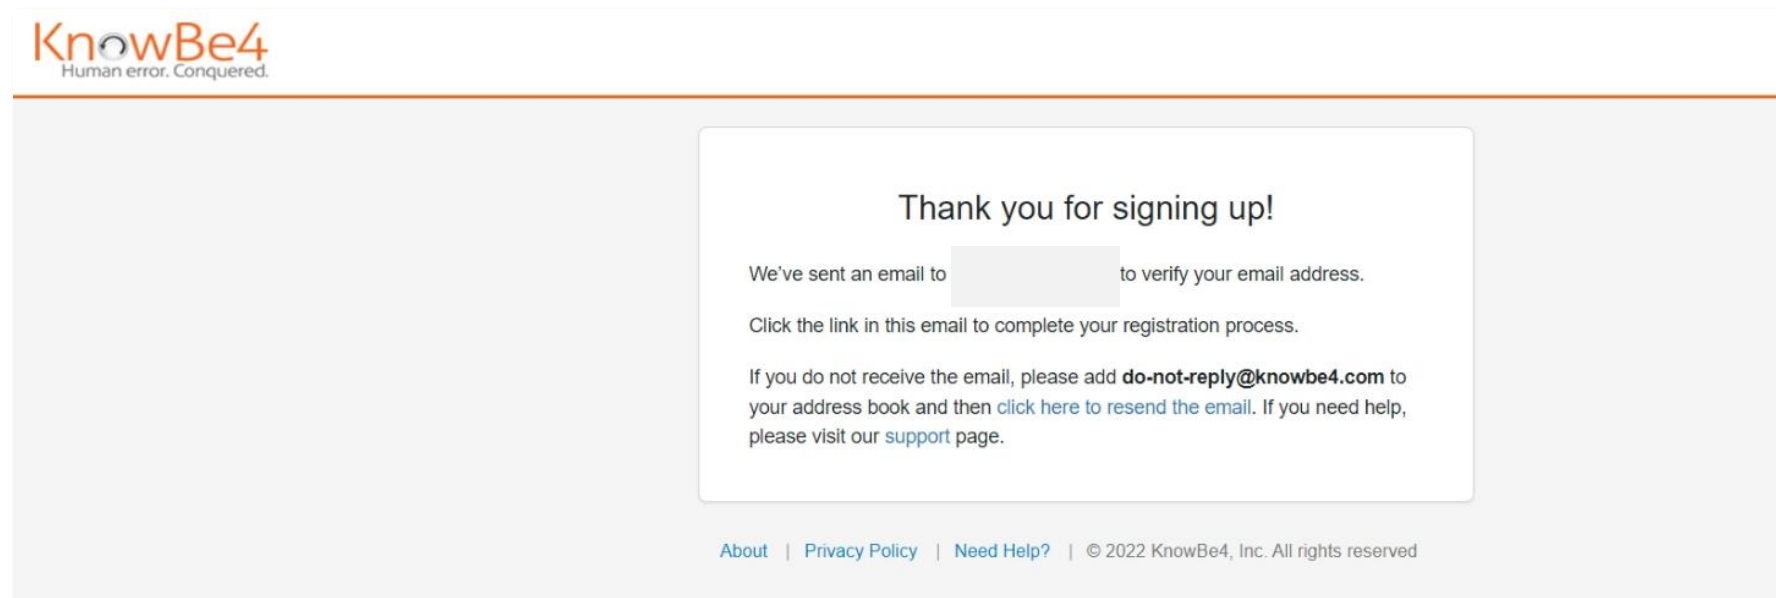 KnowBe4
Human error. Conquered.
Thank you for signing up!
We've sent an email to to verify your email address.
Click the link in this email to complete your registration process.
If you do not receive the email, please add do-not-reply@knowbe4.com to
your address book and then click here to resend the email. If you need help,
please visit our support page.
About | Privacy Policy | Need Help? | © 2022 KnowBe4, Inc. All rights reserved